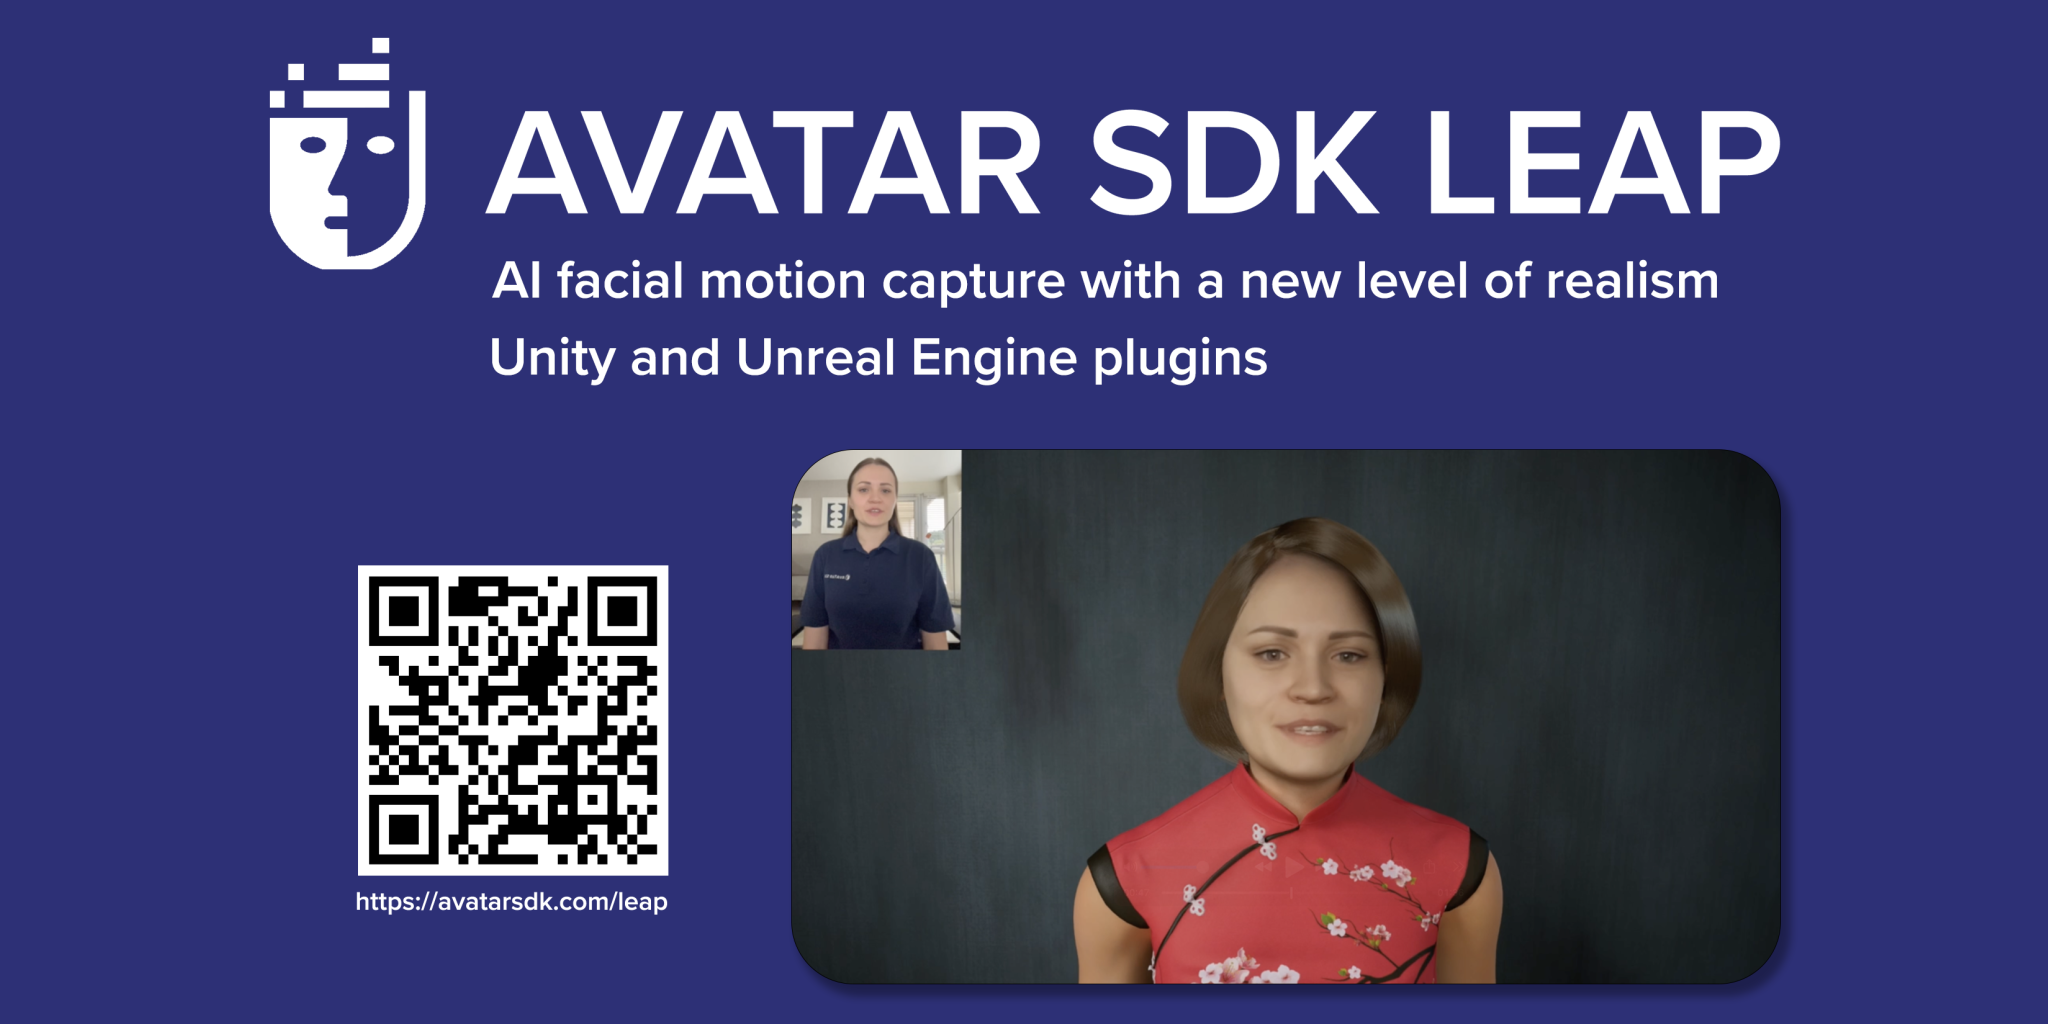 AVATAR SDK LEAP
AI facial motion capture with a new level of realism
Unity and Unreal Engine plugins
https://avatarsdk.com/leap